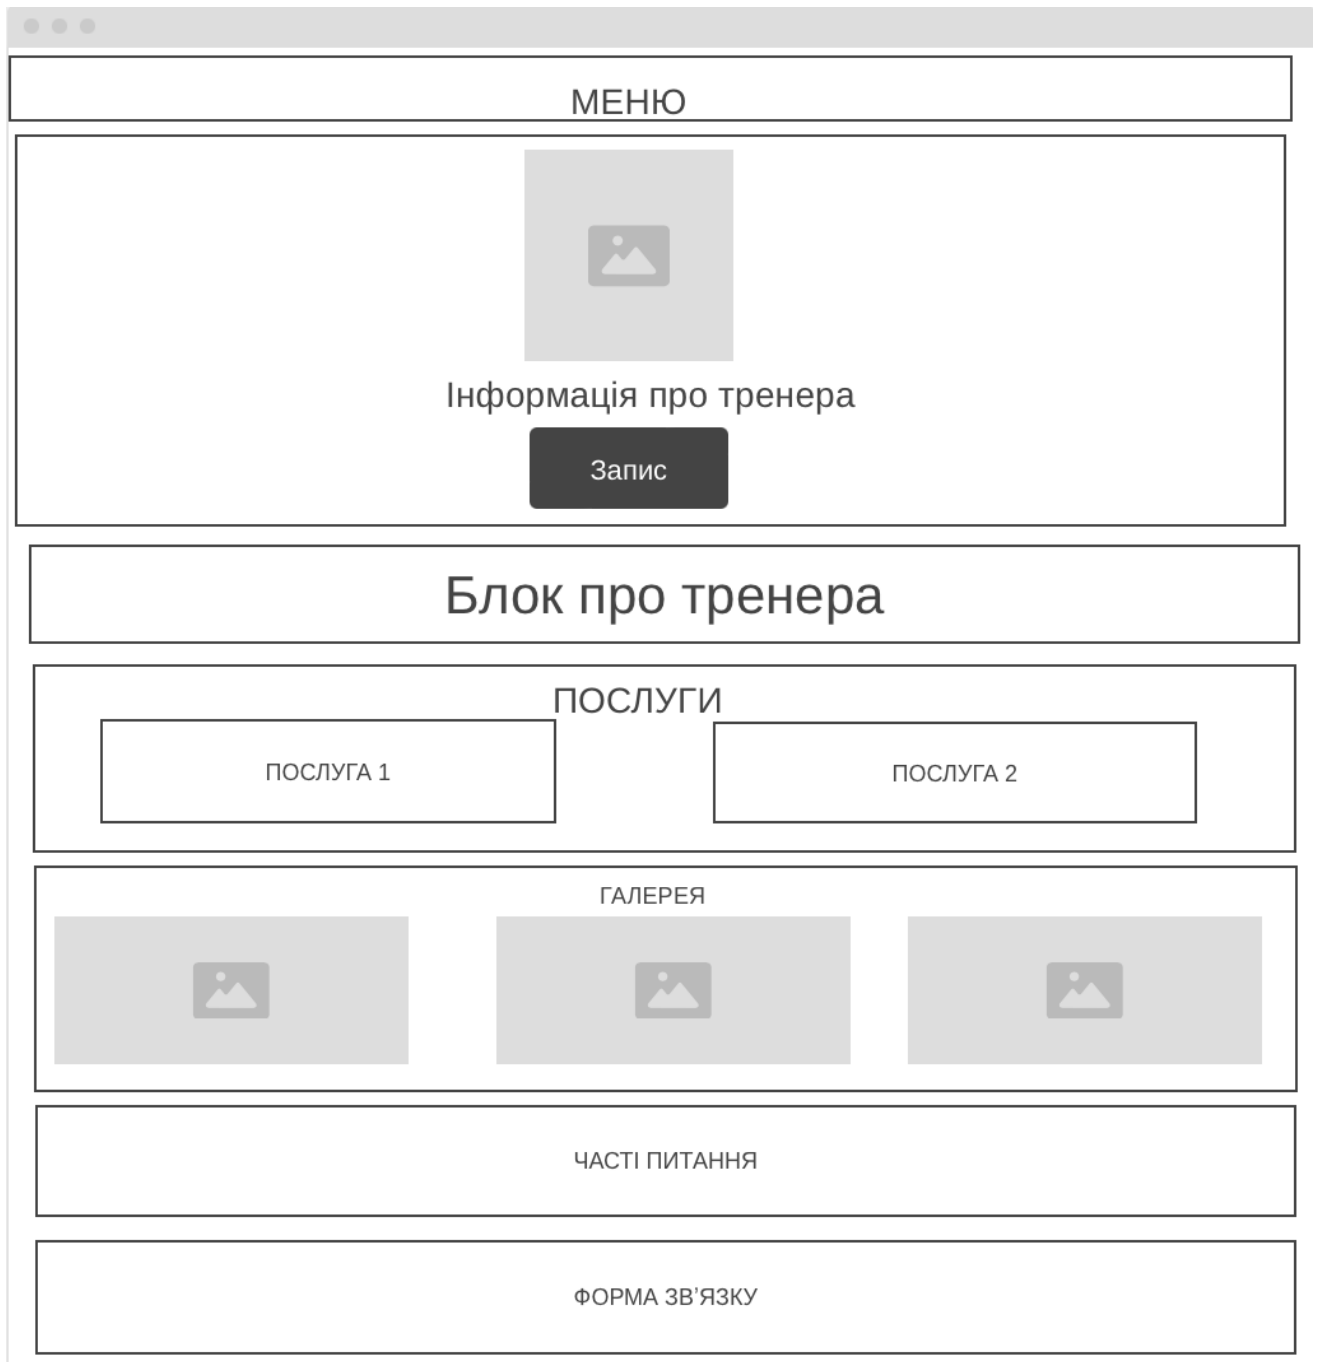 МЕНЮ
Інформація про тренера
Запис
Блок про тренера
ПОСЛУГИ
ПОСЛУГА 1
ПОСЛУГА 2
ГАЛЕРЕЯ
ЧАСТІ ПИТАННЯ
ФОРМА ЗВ'ЯЗКУ